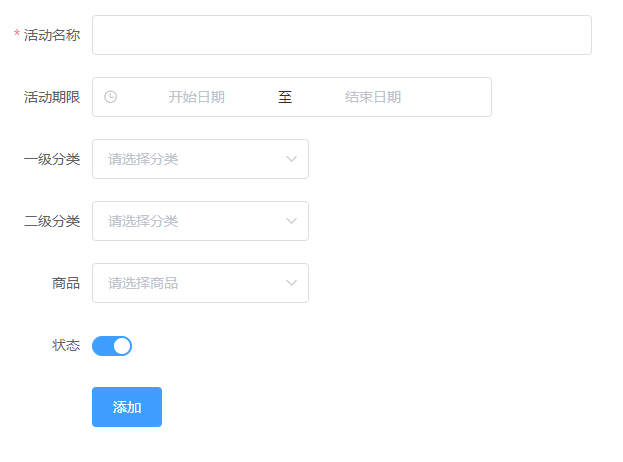 * 活动名称
活动期限 开始日期 至 结束日期
一级分类 请选择分类
二级分类 请选择分类
商品 请选择商品
状态
添加